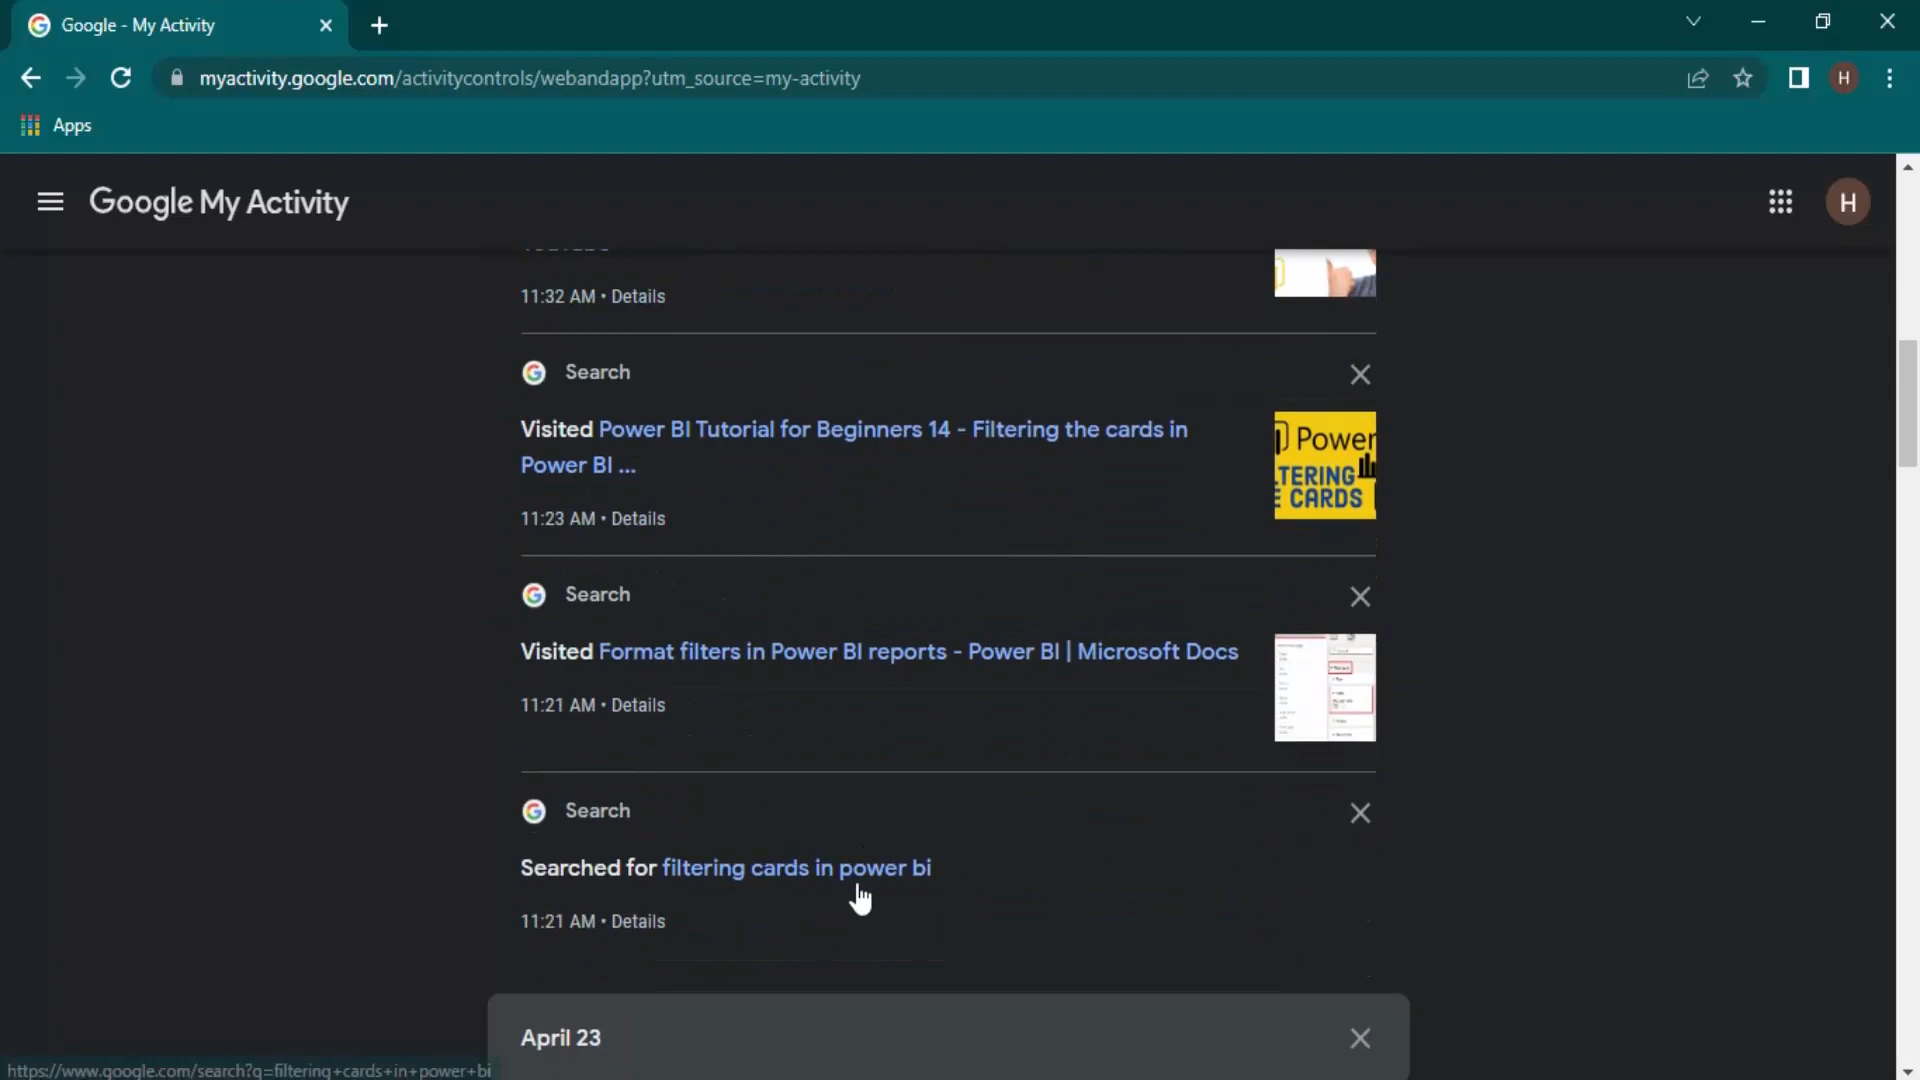 Google - My Activity
myactivity.google.com/activitycontrols/webandapp?utm_source=my-activity
H
Apps
Google My Activity
H
11:32 AM • Details
Search
Visited Power BI Tutorial for Beginners 14 - Filtering the cards in
Power BI ...
Power
LTERING
E CARDS
11:23 AM • Details
Search
Visited Format filters in Power BI reports - Power BI | Microsoft Docs
11:21 AM • Details
Search
Searched for filtering cards in power bi
11:21 AM • Details
April 23
https://www.google.com/search?q=filtering+cards+in+power+bi